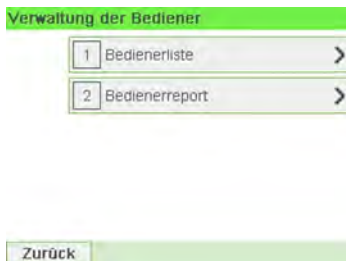 Verwaltung der Bediener
1 Bedienerliste
2 Bedienerreport
Zurück